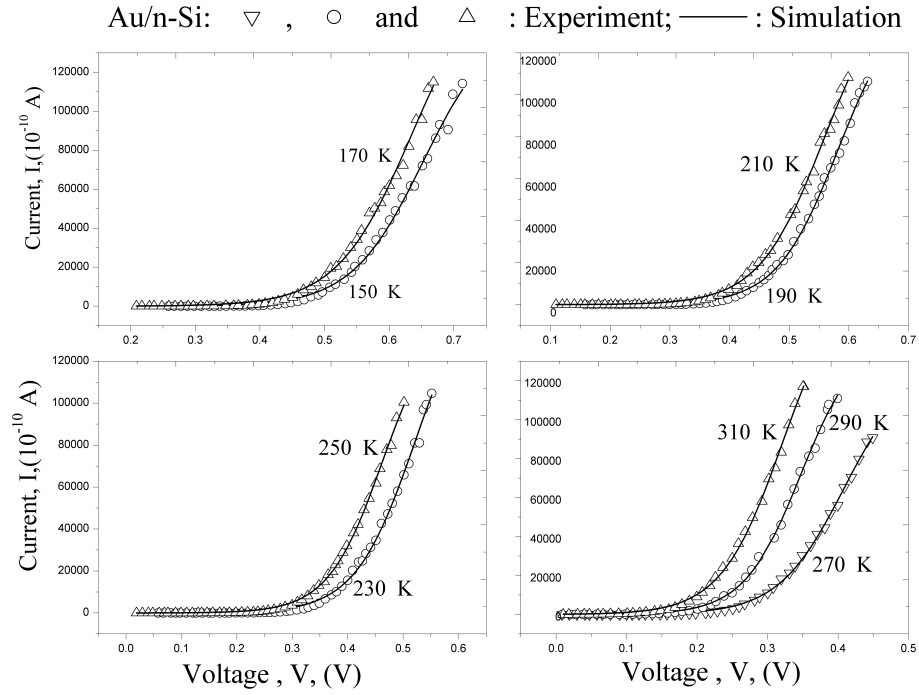 Au/n-Si: ▽ , ○ and △ : Experiment; —— : Simulation
120000
100000
80000
60000
40000
20000
0
Current, I,(10⁻¹⁰ A)
170 K
150 K
0.2 0.3 0.4 0.5 0.6 0.7
120000
100000
80000
60000
40000
20000
0
210 K
190 K
0.1 0.2 0.3 0.4 0.5 0.6 0.7
120000
100000
80000
60000
40000
20000
0
Current, I,(10⁻¹⁰ A)
250 K
230 K
0.0 0.1 0.2 0.3 0.4 0.5 0.6
Voltage , V, (V)
120000
100000
80000
60000
40000
20000
0
310 K
290 K
270 K
0.0 0.1 0.2 0.3 0.4 0.5
Voltage , V, (V)